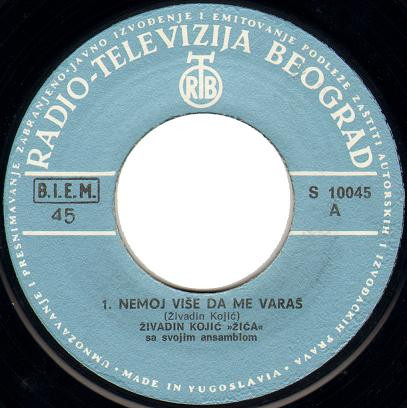 UMNOŽAVANJE I PRESNIMAVANJE ZABRANJENO-JAVNO IZVOĐENJE I EMITOVANJE PODLEŽE ZAŠTITI AUTORSKIH I IZVOĐAČKIH PRAVA
RADIO-TELEVIZIJA BEOGRAD
RTB
B.I.E.M.
45
S 10045
A
1. NEMOJ VIŠE DA ME VARAŠ
(Živadin Kojić)
ŽIVADIN KOJIĆ »ŽIĆA«
sa svojim ansamblom
• MADE IN YUGOSLAVIA •